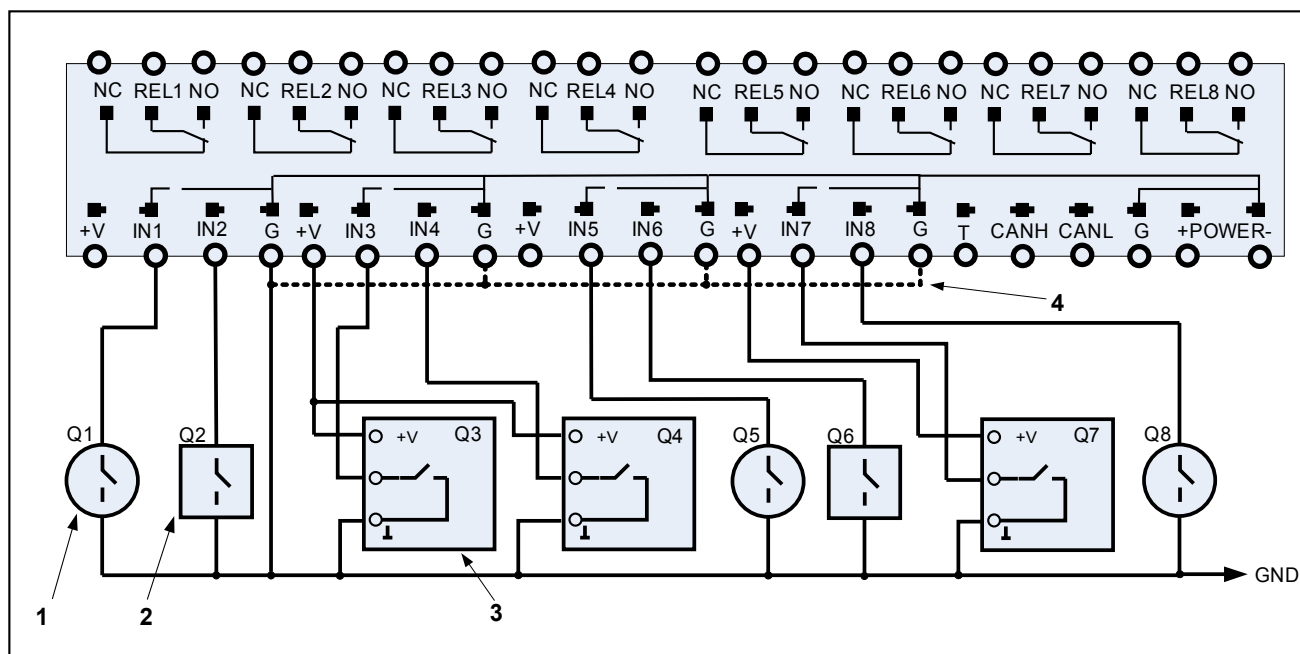 NC REL1 NO NC REL2 NO NC REL3 NO NC REL4 NO NC REL5 NO NC REL6 NO NC REL7 NO NC REL8 NO
+V IN1 IN2 G +V IN3 IN4 G +V IN5 IN6 G +V IN7 IN8 G T CANH CANL G +POWER-
4
Q1 Q2 +V Q3 +V Q4 Q5 Q6 +V Q7 Q8
GND
1 2 3